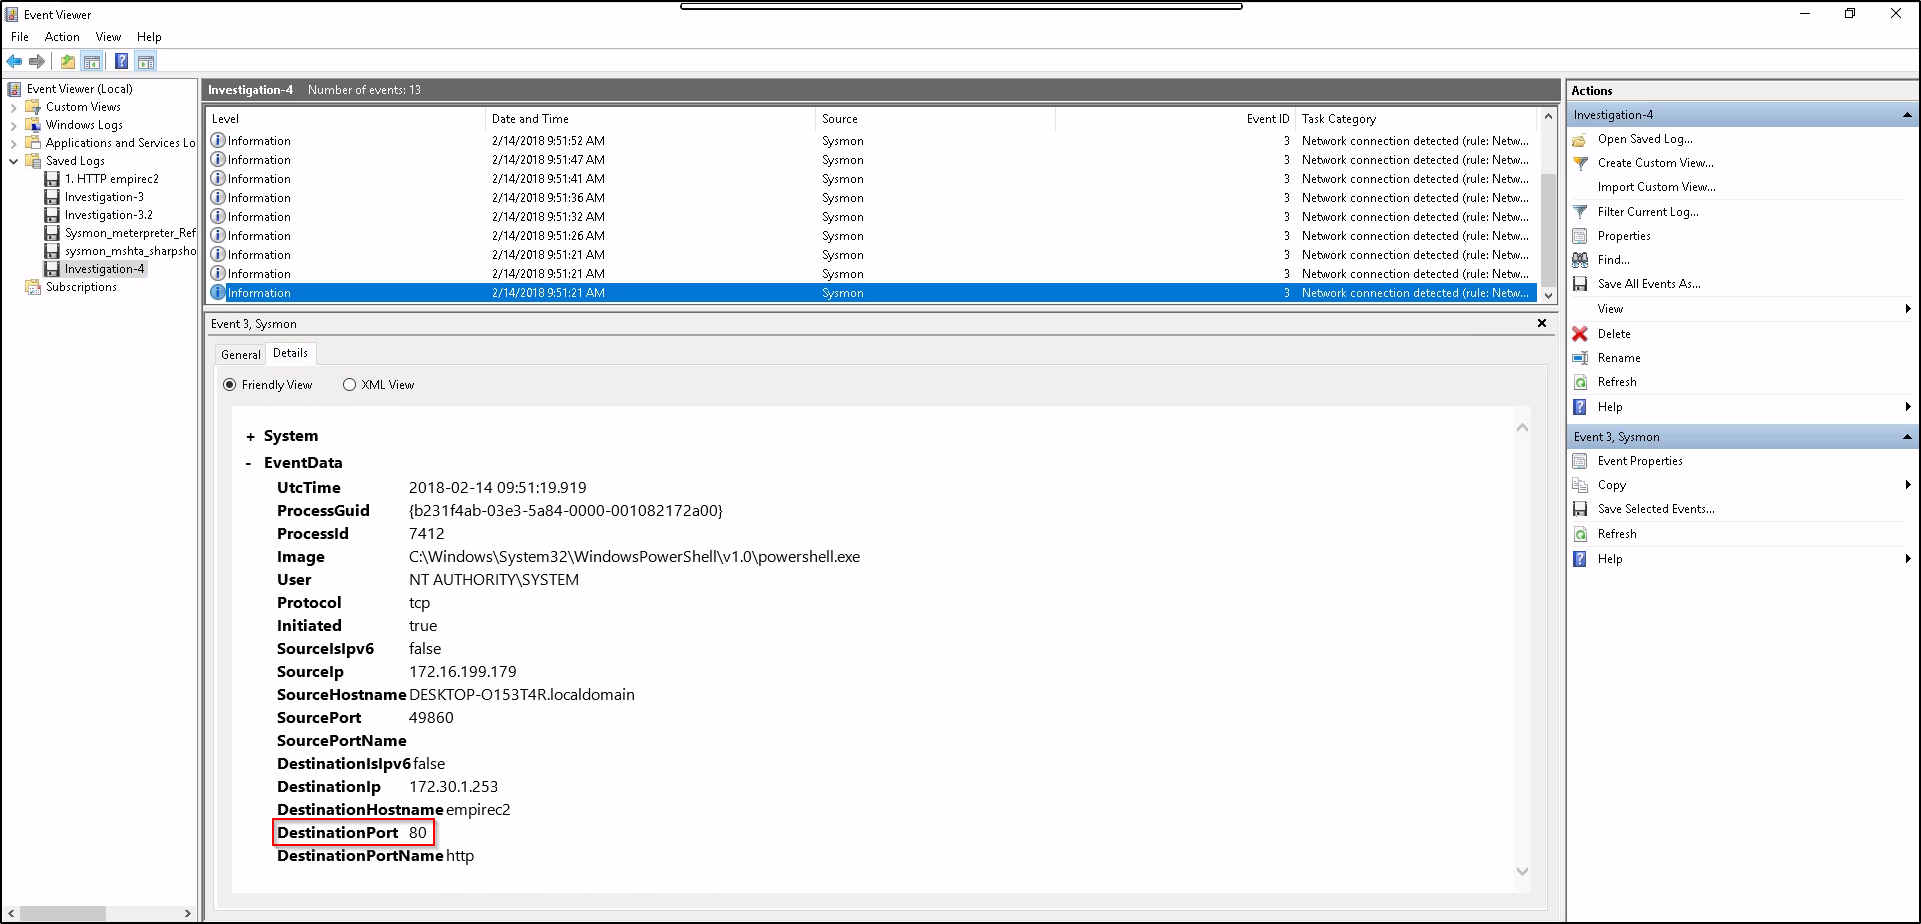 Event Viewer
File Action View Help
Event Viewer (Local)
Custom Views
Windows Logs
Applications and Services Lo
Saved Logs
1. HTTP empirec2
Investigation-3
Investigation-3.2
Sysmon_meterpreter_Ref
sysmon_mshta_sharpsho
Investigation-4
Subscriptions
Investigation-4 Number of events: 13
Level Date and Time Source Event ID Task Category
Information 2/14/2018 9:51:52 AM Sysmon 3 Network connection detected (rule: Netw...
Information 2/14/2018 9:51:47 AM Sysmon 3 Network connection detected (rule: Netw...
Information 2/14/2018 9:51:41 AM Sysmon 3 Network connection detected (rule: Netw...
Information 2/14/2018 9:51:36 AM Sysmon 3 Network connection detected (rule: Netw...
Information 2/14/2018 9:51:32 AM Sysmon 3 Network connection detected (rule: Netw...
Information 2/14/2018 9:51:26 AM Sysmon 3 Network connection detected (rule: Netw...
Information 2/14/2018 9:51:21 AM Sysmon 3 Network connection detected (rule: Netw...
Information 2/14/2018 9:51:21 AM Sysmon 3 Network connection detected (rule: Netw...
Information 2/14/2018 9:51:21 AM Sysmon 3 Network connection detected (rule: Netw...
Event 3, Sysmon
General Details
Friendly View XML View
+ System
- EventData
UtcTime 2018-02-14 09:51:19.919
ProcessGuid {b231f4ab-03e3-5a84-0000-001082172a00}
ProcessId 7412
Image C:\Windows\System32\WindowsPowerShell\v1.0\powershell.exe
User NT AUTHORITY\SYSTEM
Protocol tcp
Initiated true
SourceIsIpv6 false
SourceIp 172.16.199.179
SourceHostname DESKTOP-O153T4R.localdomain
SourcePort 49860
SourcePortName
DestinationIsIpv6 false
DestinationIp 172.30.1.253
DestinationHostname empirec2
DestinationPort 80
DestinationPortName http
Actions
Investigation-4
Open Saved Log...
Create Custom View...
Import Custom View...
Filter Current Log...
Properties
Find...
Save All Events As...
View
Delete
Rename
Refresh
Help
Event 3, Sysmon
Event Properties
Copy
Save Selected Events...
Refresh
Help